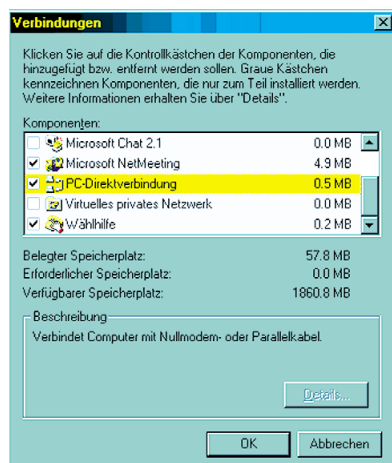 Verbindungen
Klicken Sie auf die Kontrollkästchen der Komponenten, die
hinzugefügt bzw. entfernt werden sollen. Graue Kästchen
kennzeichnen Komponenten, die nur zum Teil installiert werden.
Weitere Informationen erhalten Sie über "Details".
Komponenten:
Microsoft Chat 2.1 0.0 MB
Microsoft NetMeeting 4.9 MB
PC-Direktverbindung 0.5 MB
Virtuelles privates Netzwerk 0.0 MB
Wählhilfe 0.2 MB
Belegter Speicherplatz: 57.8 MB
Erforderlicher Speicherplatz: 0.0 MB
Verfügbarer Speicherplatz: 1860.8 MB
Beschreibung
Verbindet Computer mit Nullmodem- oder Parallelkabel.
Details...
OK Abbrechen